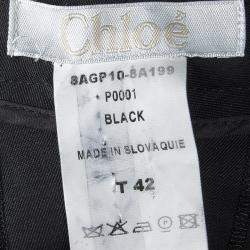 Chloé
8AGP10-8A199
P0001
BLACK
MADE IN SLOVAQUIE
T 42